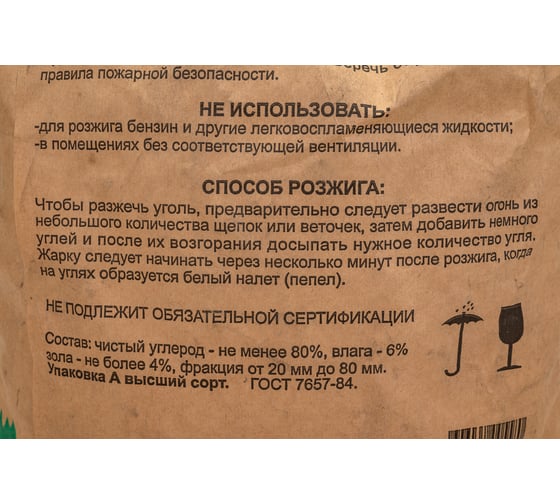 правила пожарной безопасности.
НЕ ИСПОЛЬЗОВАТЬ:
-для розжига бензин и другие легковоспламеняющиеся жидкости;
-в помещениях без соответствующей вентиляции.
СПОСОБ РОЗЖИГА:
Чтобы разжечь уголь, предварительно следует развести огонь из
небольшого количества щепок или веточек, затем добавить немного
углей и после их возгорания досыпать нужное количество угля.
Жарку следует начинать через несколько минут после розжига, когда
на углях образуется белый налет (пепел).
НЕ ПОДЛЕЖИТ ОБЯЗАТЕЛЬНОЙ СЕРТИФИКАЦИИ
Состав: чистый углерод - не менее 80%, влага - 6%
зола - не более 4%, фракция от 20 мм до 80 мм.
Упаковка А высший сорт. ГОСТ 7657-84.